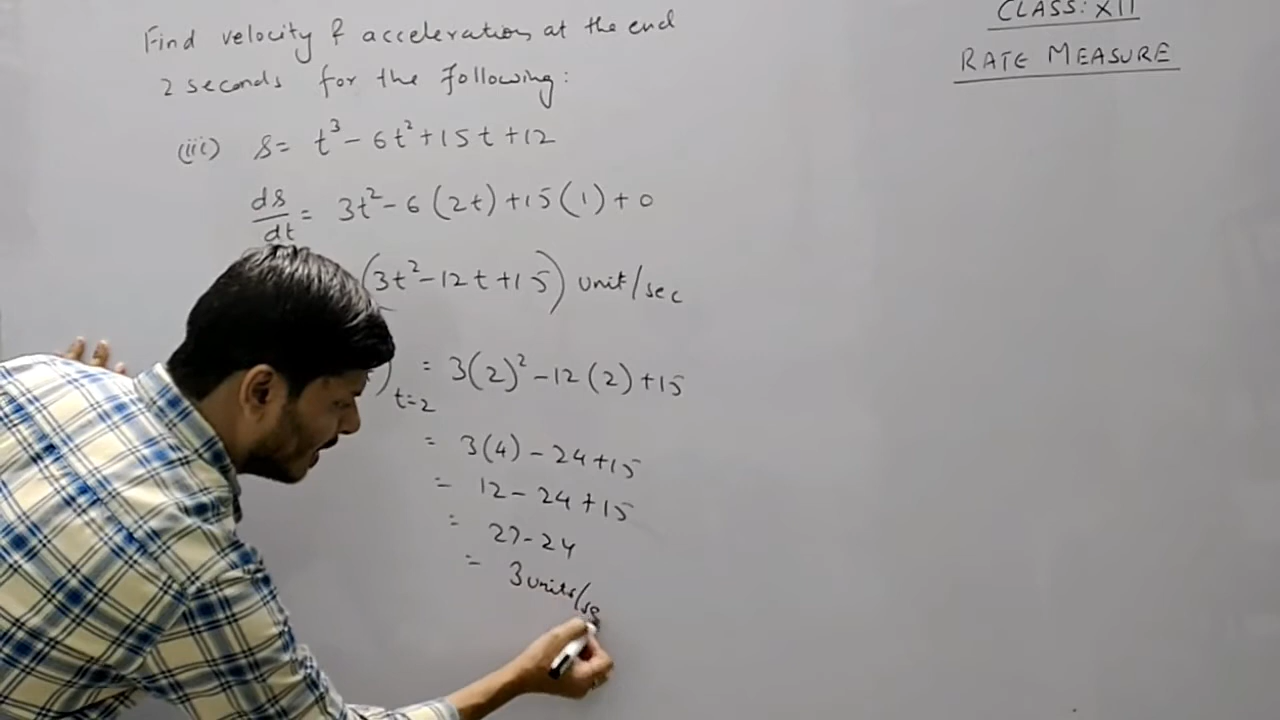 Find velocity & acceleration at the end
2 seconds for the following:
(iii) s= t³ - 6t² + 15t + 12
ds/dt = 3t² - 6(2t) + 15(1) + 0
(3t² - 12t + 15) unit/sec
)t=2 = 3(2)² - 12(2) + 15
= 3(4) - 24 + 15
= 12 - 24 + 15
= 27 - 24
= 3 units/se
CLASS: XII
RATE MEASURE